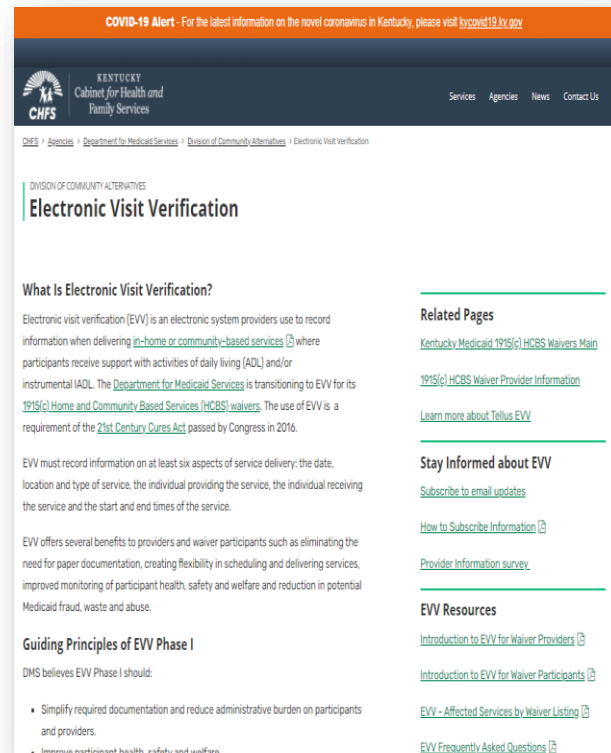 COVID-19 Alert - For the latest information on the novel coronavirus in Kentucky, please visit kycovid19.ky.gov
KENTUCKY
Cabinet for Health and
Family Services
CHFS
Services Agencies News Contact Us
CHFS > Agencies > Department for Medicaid Services > Division of Community Alternatives > Electronic Visit Verification
DIVISION OF COMMUNITY ALTERNATIVES
Electronic Visit Verification
What Is Electronic Visit Verification?
Electronic visit verification (EVV) is an electronic system providers use to record
information when delivering in-home or community-based services where
participants receive support with activities of daily living (ADL) and/or
instrumental IADL. The Department for Medicaid Services is transitioning to EVV for its
1915(c) Home and Community Based Services (HCBS) waivers. The use of EVV is a
requirement of the 21st Century Cures Act passed by Congress in 2016.
EVV must record information on at least six aspects of service delivery: the date,
location and type of service, the individual providing the service, the individual receiving
the service and the start and end times of the service.
EVV offers several benefits to providers and waiver participants such as eliminating the
need for paper documentation, creating flexibility in scheduling and delivering services,
improved monitoring of participant health, safety and welfare and reduction in potential
Medicaid fraud, waste and abuse.
Guiding Principles of EVV Phase I
DMS believes EVV Phase I should:
• Simplify required documentation and reduce administrative burden on participants
and providers.
• Improve participant health, safety and welfare.
Related Pages
Kentucky Medicaid 1915(c) HCBS Waivers Main
1915(c) HCBS Waiver Provider Information
Learn more about Tellus EVV
Stay Informed about EVV
Subscribe to email updates
How to Subscribe Information
Provider Information survey
EVV Resources
Introduction to EVV for Waiver Providers
Introduction to EVV for Waiver Participants
EVV - Affected Services by Waiver Listing
EVV Frequently Asked Questions